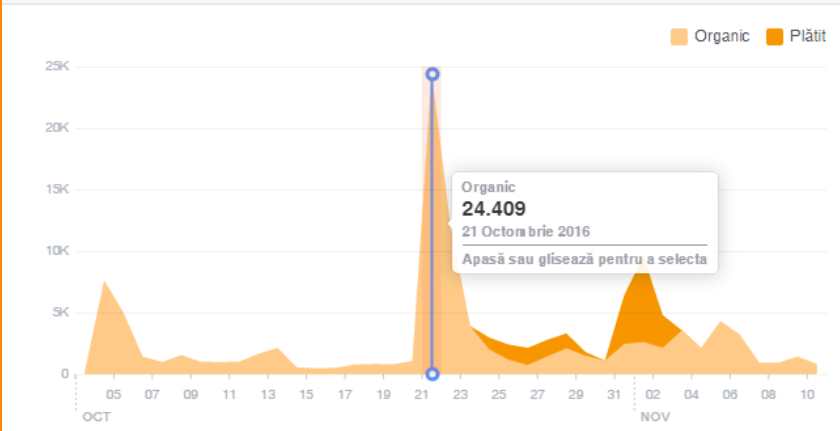 Organic Plătit
25K
20K
15K
10K
5K
0
Organic
24.409
21 Octombrie 2016
Apasă sau glisează pentru a selecta
05 07 09 11 13 15 17 19 21 23 25 27 29 31 02 04 06 08 10
OCT NOV